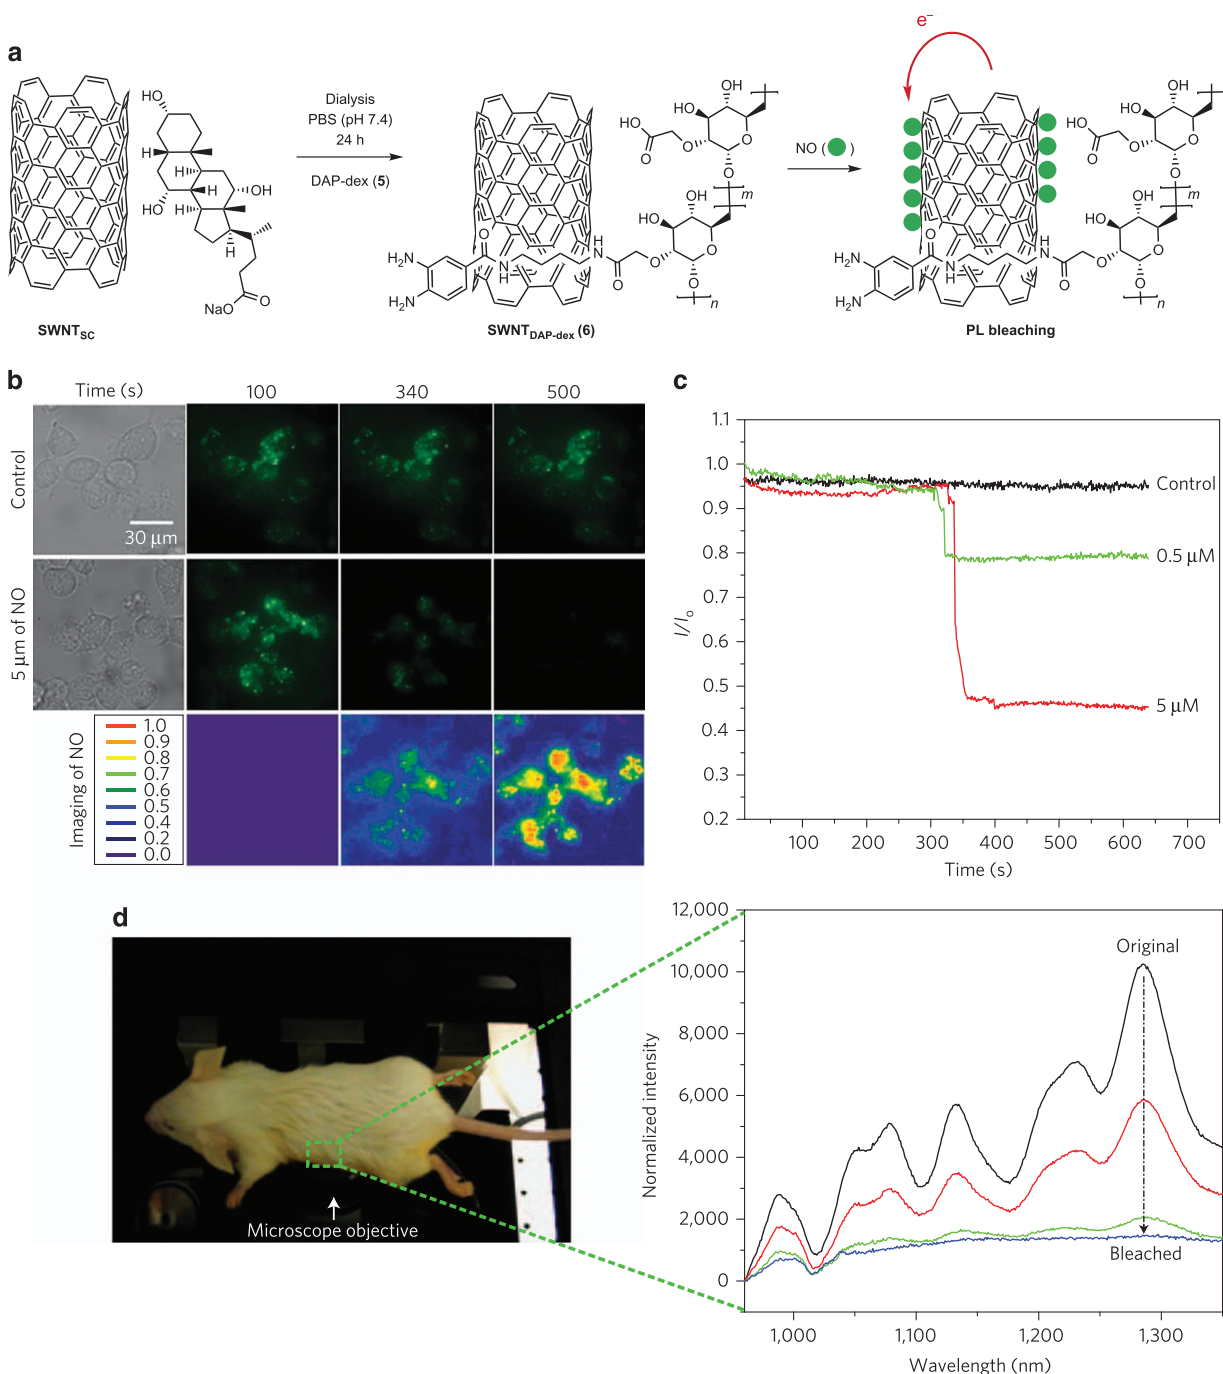 a
HO
H
H
H
OH
HO
H
H
NaO
O
SWNTSC
Dialysis
PBS (pH 7.4)
24 h
DAP-dex (5)
OH
HO
HO
O
O
O
O
m
OH
HO
O
O
O
n
H2N
H2N
O
N
H
H
N
O
SWNTDAP-dex (6)
NO ( )
e–
OH
HO
HO
O
O
O
O
m
OH
HO
O
O
O
n
H2N
H2N
O
N
H
H
N
O
PL bleaching
b
Time (s)
100
340
500
Control
30 μm
5 μm of NO
Imaging of NO
1.0
0.9
0.8
0.7
0.6
0.5
0.4
0.2
0.0
c
1.1
1.0
0.9
0.8
0.7
0.6
0.5
0.4
0.3
0.2
I/Io
Control
0.5 μM
5 μM
100
200
300
400
500
600
700
Time (s)
d
Microscope objective
12,000
10,000
8,000
6,000
4,000
2,000
0
Normalized intensity
Original
Bleached
1,000
1,100
1,200
1,300
Wavelength (nm)